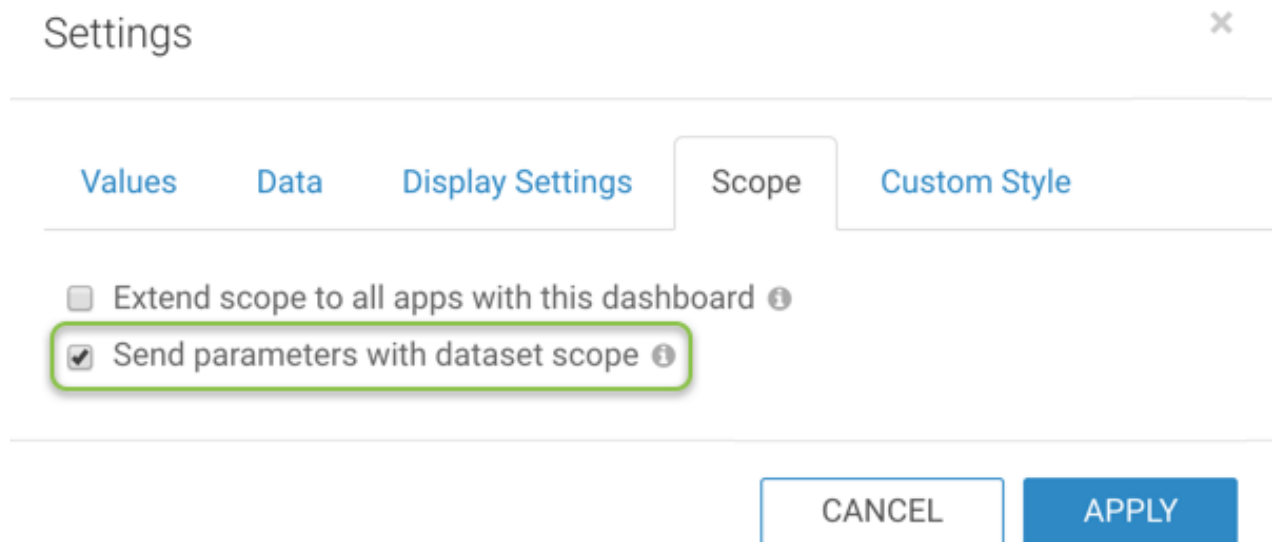 Settings
Values Data Display Settings Scope Custom Style
Extend scope to all apps with this dashboard
Send parameters with dataset scope
CANCEL APPLY